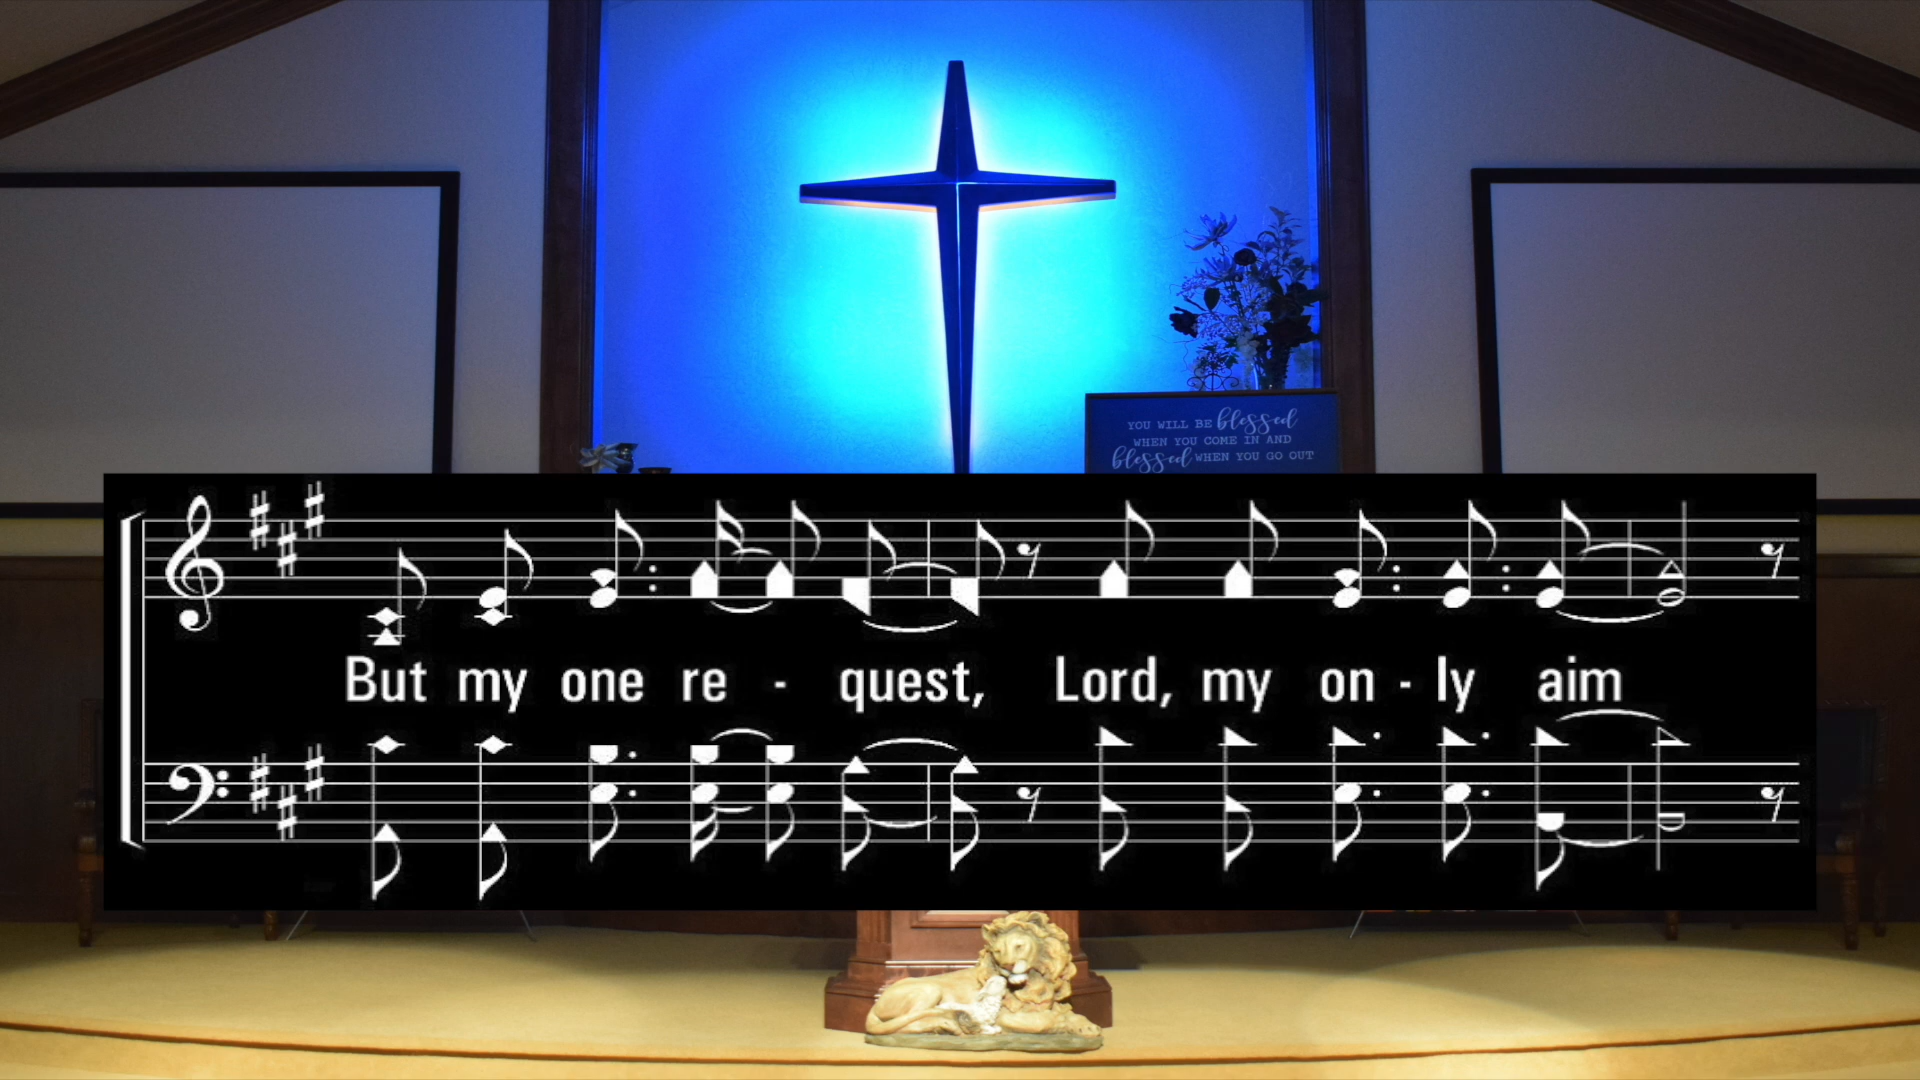 YOU WILL BE blessed
WHEN YOU COME IN AND
blessed WHEN YOU GO OUT
But my one re - quest, Lord, my on - ly aim